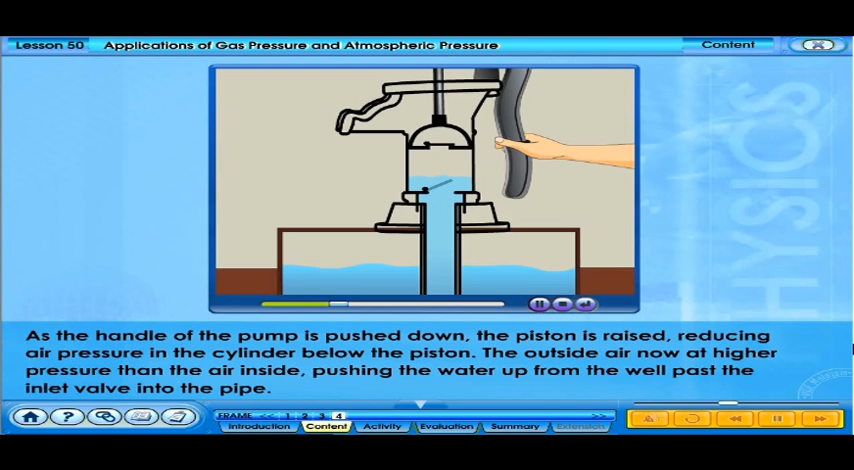 Lesson 50 Applications of Gas Pressure and Atmospheric Pressure Content
PHYSICS
As the handle of the pump is pushed down, the piston is raised, reducing
air pressure in the cylinder below the piston. The outside air now at higher
pressure than the air inside, pushing the water up from the well past the
inlet valve into the pipe.
FRAME << 1 2 3 4 >>
Introduction Content Activity Evaluation Summary Extension